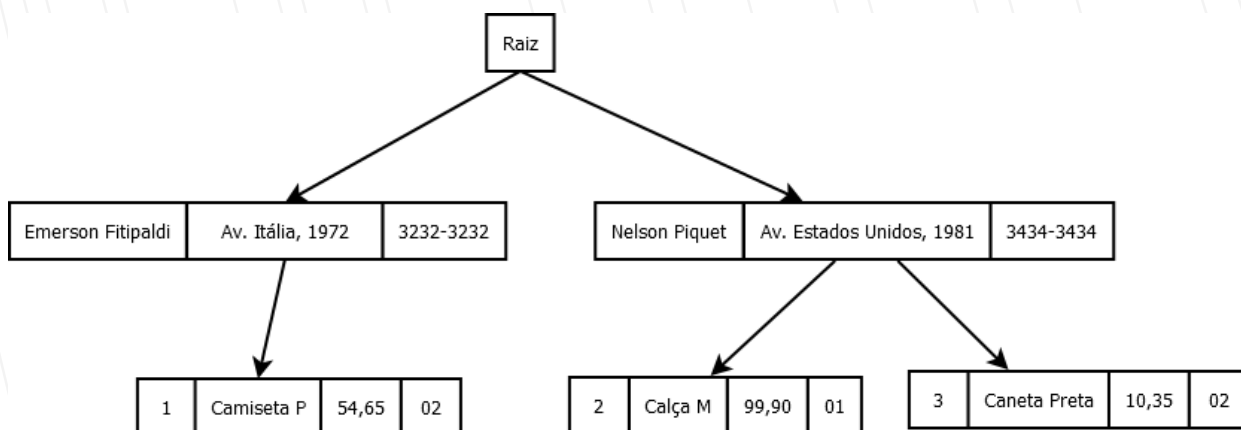 Raiz
Emerson Fitipaldi Av. Itália, 1972 3232-3232 Nelson Piquet Av. Estados Unidos, 1981 3434-3434
1 Camiseta P 54,65 02 2 Calça M 99,90 01 3 Caneta Preta 10,35 02